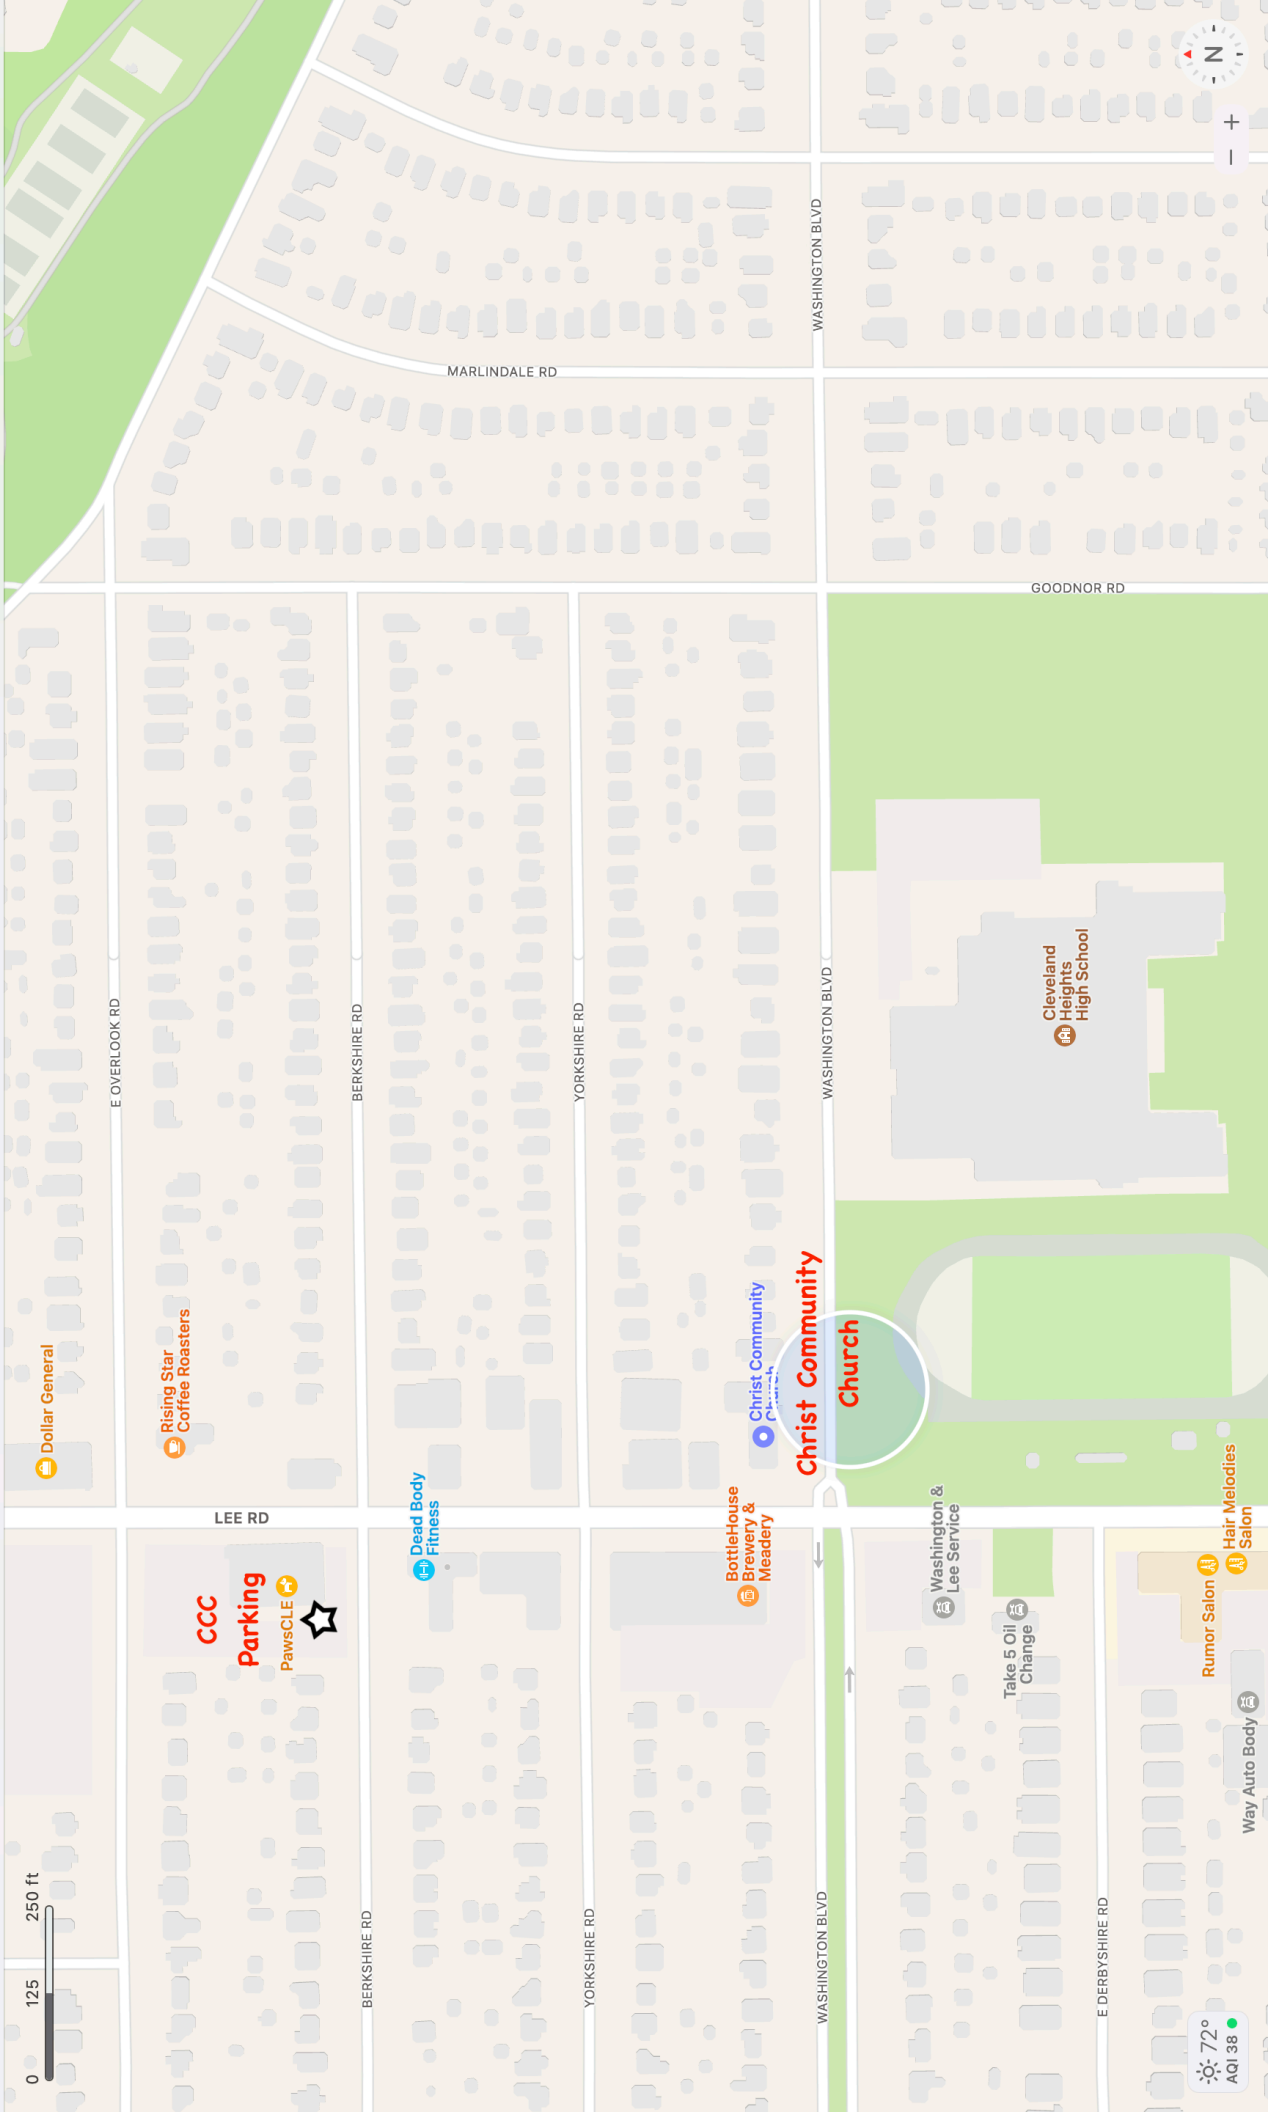 N
+
−
WASHINGTON BLVD
MARLINDALE RD
GOODNOR RD
E OVERLOOK RD
BERKSHIRE RD
YORKSHIRE RD
WASHINGTON BLVD
Cleveland
Heights
High School
Dollar General
Rising Star
Coffee Roasters
Christ Community
Church
Christ Community
Church
LEE RD
Dead Body
Fitness
BottleHouse
Brewery &
Meadery
Washington &
Lee Service
Hair Melodies
Salon
CCC
Parking
PawsCLE
Take 5 Oil
Change
Rumor Salon
Way Auto Body
BERKSHIRE RD
YORKSHIRE RD
WASHINGTON BLVD
E DERBYSHIRE RD
0 125 250 ft
72°
AQI 38